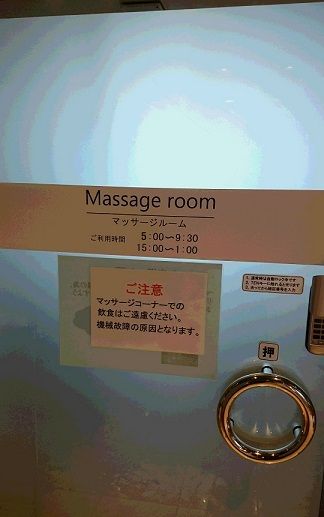 Massage room
マッサージルーム
ご利用時間 5:00〜9:30
15:00〜1:00
ご注意
マッサージコーナーでの
飲食はご遠慮ください。
機械故障の原因となります。
押